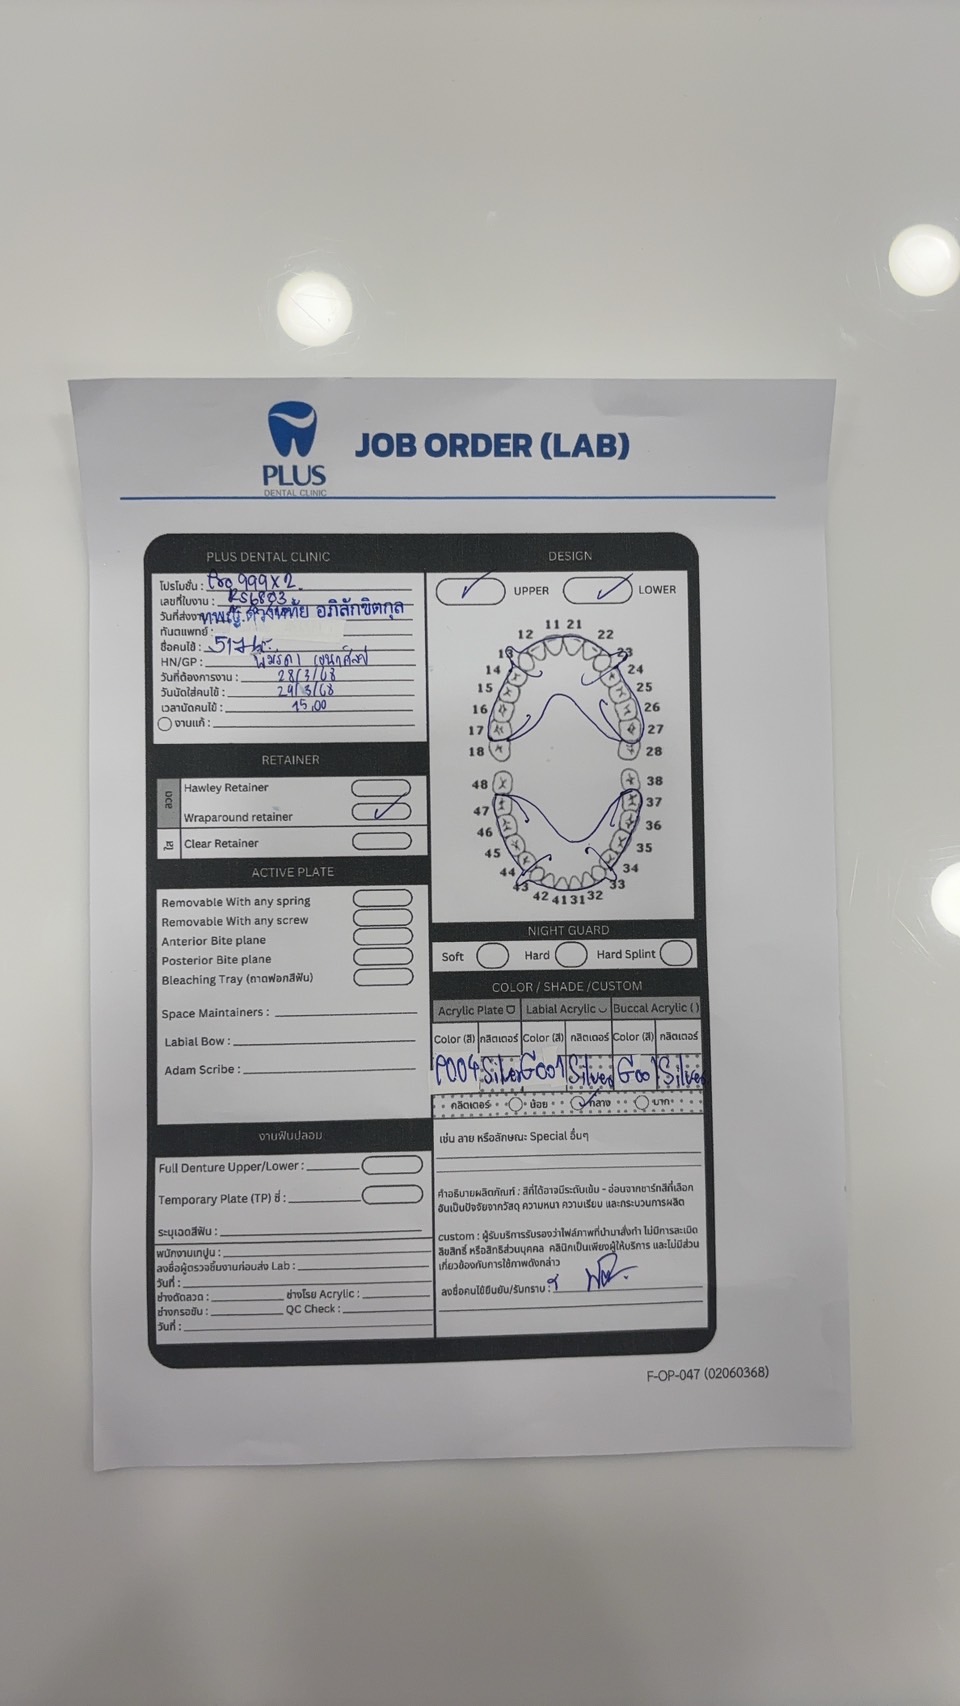 PLUS
DENTAL CLINIC
JOB ORDER (LAB)
PLUS DENTAL CLINIC
โปรโมชั่น : Pro 999x2
เลขที่ใบงาน : RS6803
วันที่ส่งงาน
อภิลักขิตกุล
ทันตแพทย์ :
ชื่อคนไข้ :
HN/GP :
วันที่ต้องการงาน : 28/3/68
วันนัดใส่คนไข้ : 29/3/68
เวลานัดคนไข้ : 15.00
งานแก้ :
RETAINER
ลวด
Hawley Retainer
Wraparound retainer
ใส
Clear Retainer
ACTIVE PLATE
Removable With any spring
Removable With any screw
Anterior Bite plane
Posterior Bite plane
Bleaching Tray (ถาดฟอกสีฟัน)
Space Maintainers :
Labial Bow :
Adam Scribe :
งานฟันปลอม
Full Denture Upper/Lower :
Temporary Plate (TP) ซี่ :
ระบุเฉดสีฟัน :
พนักงานเทปูน :
ลงชื่อผู้ตรวจชิ้นงานก่อนส่ง Lab :
วันที่ :
ช่างดัดลวด : ช่างโรย Acrylic :
ช่างกรอขัด : QC Check :
วันที่ :
DESIGN
UPPER LOWER
11 21
12 22
13 23
14 24
15 25
16 26
17 27
18 28
48 38
47 37
46 36
45 35
44 34
43 33
42 41 31 32
NIGHT GUARD
Soft Hard Hard Splint
COLOR / SHADE /CUSTOM
Acrylic Plate Labial Acrylic Buccal Acrylic ( )
Color (สี) กลิตเตอร์ Color (สี) กลิตเตอร์ Color (สี) กลิตเตอร์
P004 Silver G001 Silver G001 Silver
กลิตเตอร์ น้อย กลาง มาก
เช่น ลาย หรือลักษณะ Special อื่นๆ
คำอธิบายผลิตภัณฑ์ : สีที่ได้อาจมีระดับเข้ม - อ่อนจากชาร์ทสีที่เลือก
อันเป็นปัจจัยจากวัสดุ ความหนา ความเรียบ และกระบวนการผลิต
custom : ผู้รับบริการรับรองว่าไฟล์ภาพที่นำมาสั่งทำ ไม่มีการละเมิด
ลิขสิทธิ์ หรือสิทธิส่วนบุคคล คลินิกเป็นเพียงผู้ให้บริการ และไม่มีส่วน
เกี่ยวข้องกับการใช้ภาพดังกล่าว
ลงชื่อคนไข้ยืนยัน/รับทราบ :
F-OP-047 (02060368)